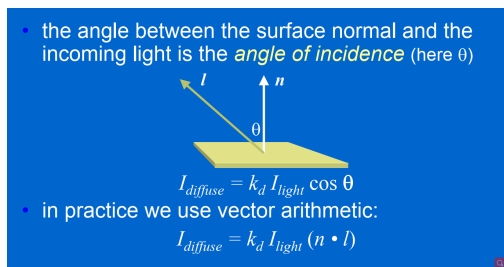 • the angle between the surface normal and the
incoming light is the angle of incidence (here θ)
l n
θ
I_diffuse = k_d I_light cos θ
• in practice we use vector arithmetic:
I_diffuse = k_d I_light (n • l)